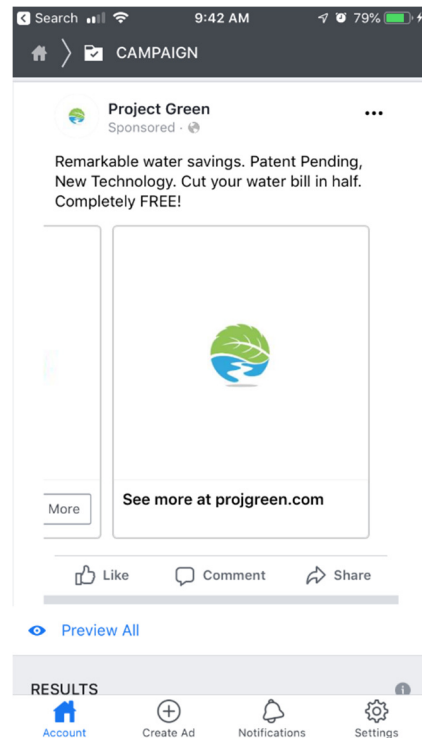 Search 9:42 AM 79%
CAMPAIGN
Project Green
Sponsored ·
Remarkable water savings. Patent Pending,
New Technology. Cut your water bill in half.
Completely FREE!
More
See more at projgreen.com
Like Comment Share
Preview All
RESULTS
Account Create Ad Notifications Settings